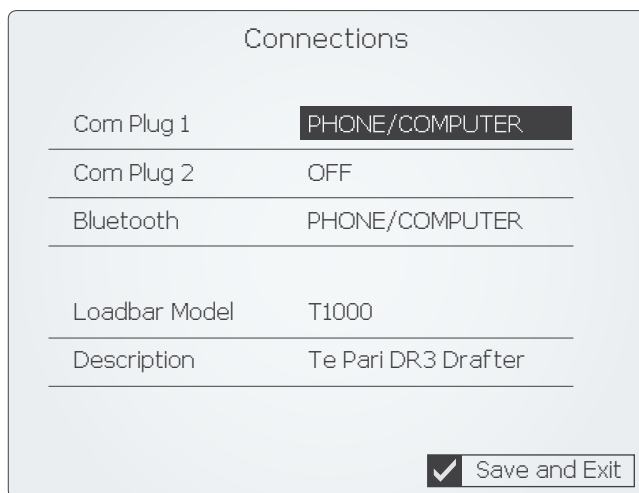 Connections
Com Plug 1 PHONE/COMPUTER
Com Plug 2 OFF
Bluetooth PHONE/COMPUTER
Loadbar Model T1000
Description Te Pari DR3 Drafter
Save and Exit